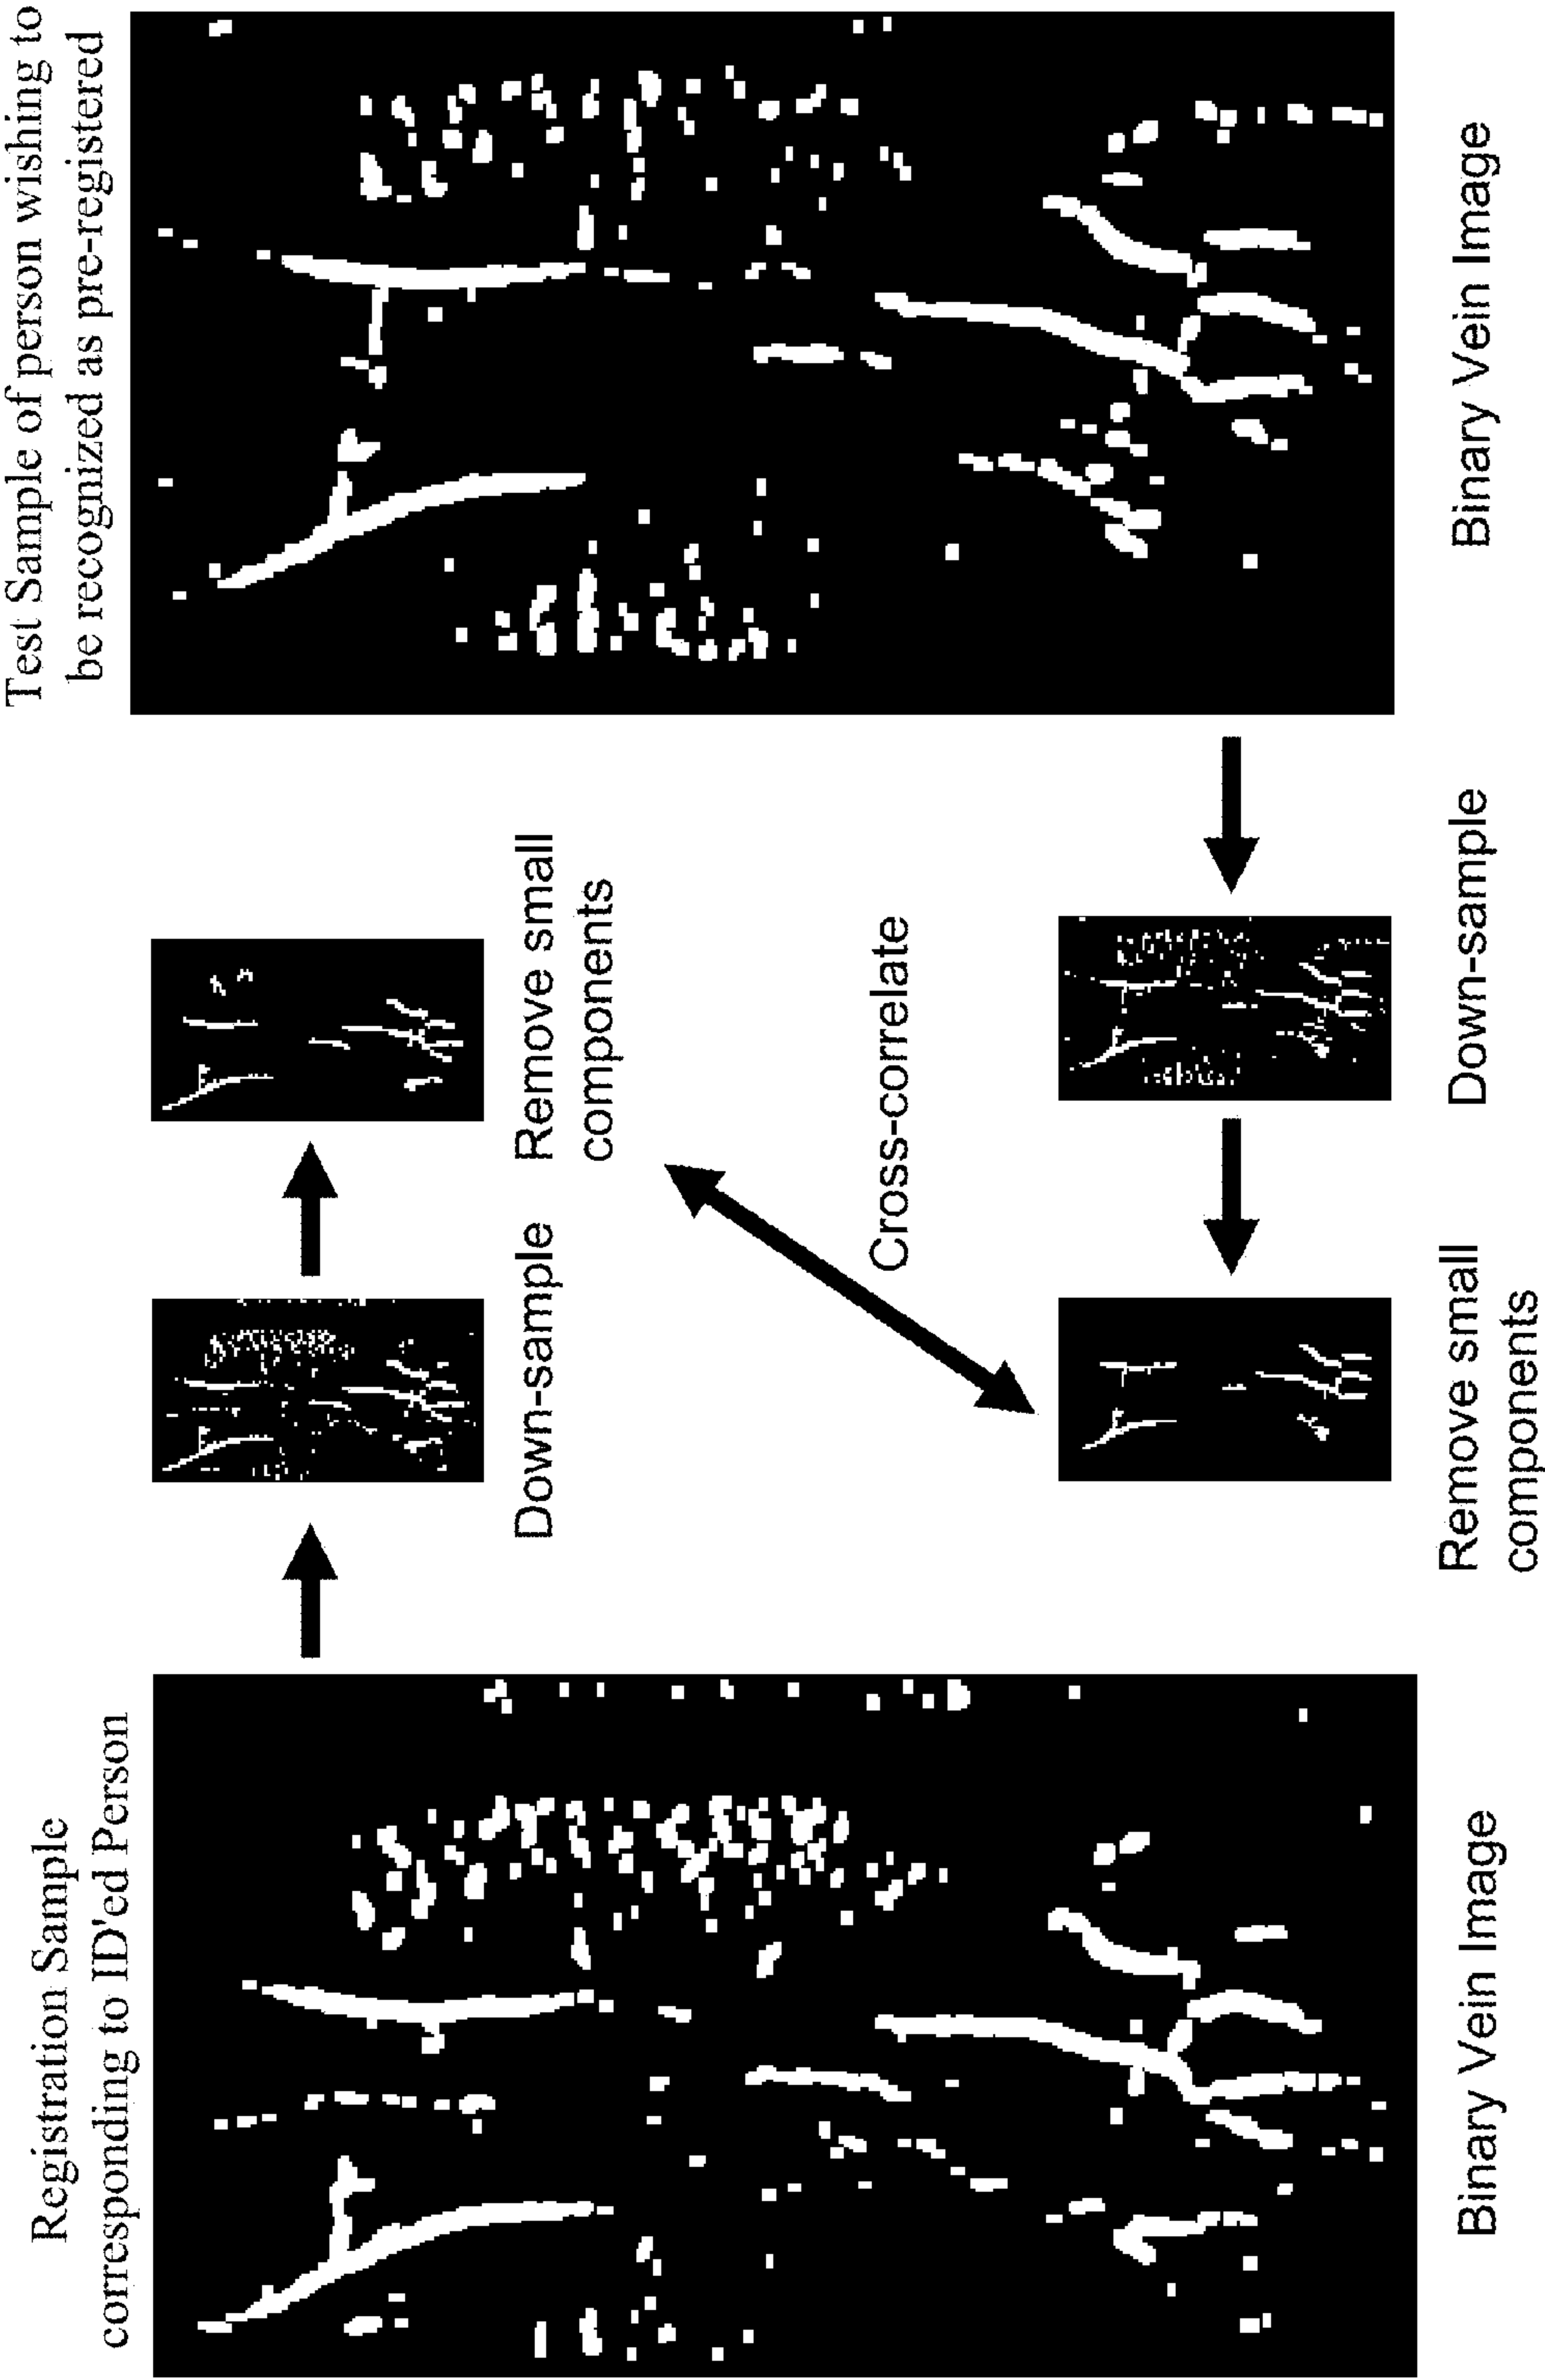 Registration Sample
corresponding to ID'ed Person
Binary Vein Image
Down-sample
Remove small
components
Cross-correlate
Test Sample of person wishing to
be recognized as pre-registered
Binary Vein Image
Down-sample
Remove small
components